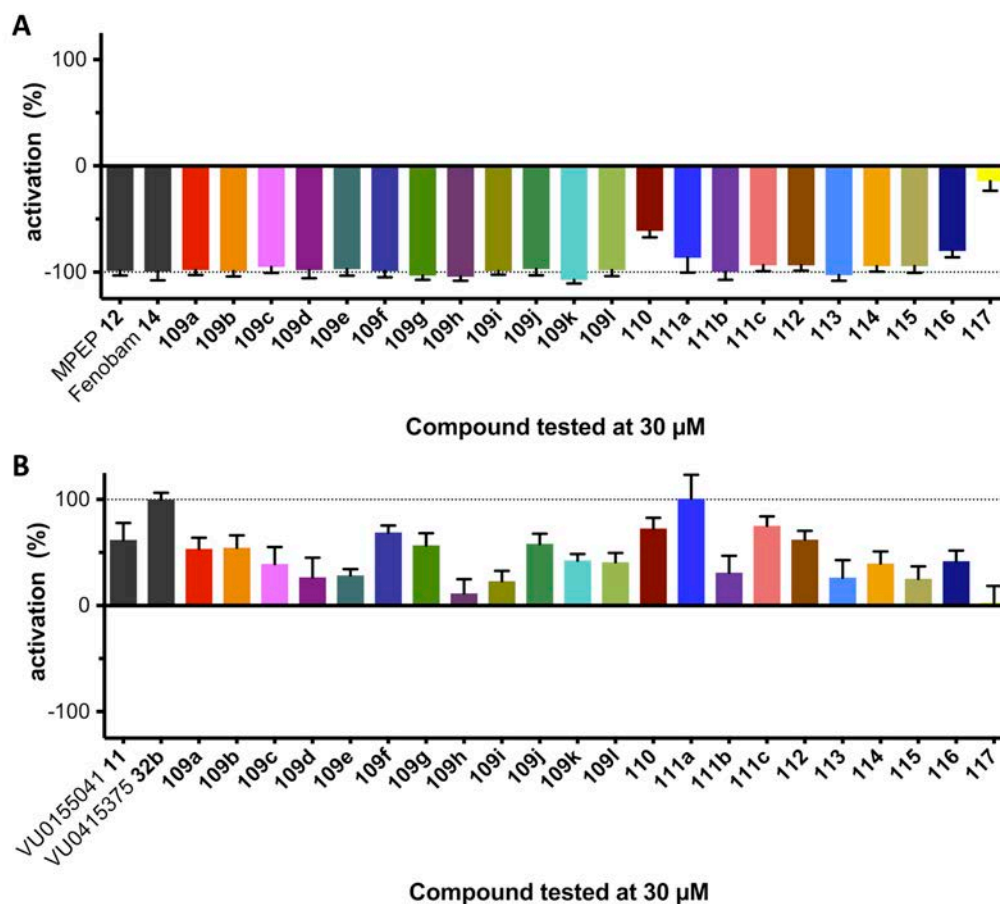 A
activation (%)
100
0
-100
MPEP 12
Fenobam 14
109a
109b
109c
109d
109e
109f
109g
109h
109i
109j
109k
109l
110
111a
111b
111c
112
113
114
115
116
117
Compound tested at 30 µM
B
activation (%)
100
0
-100
VU0155041 11
VU0415375 32b
109a
109b
109c
109d
109e
109f
109g
109h
109i
109j
109k
109l
110
111a
111b
111c
112
113
114
115
116
117
Compound tested at 30 µM